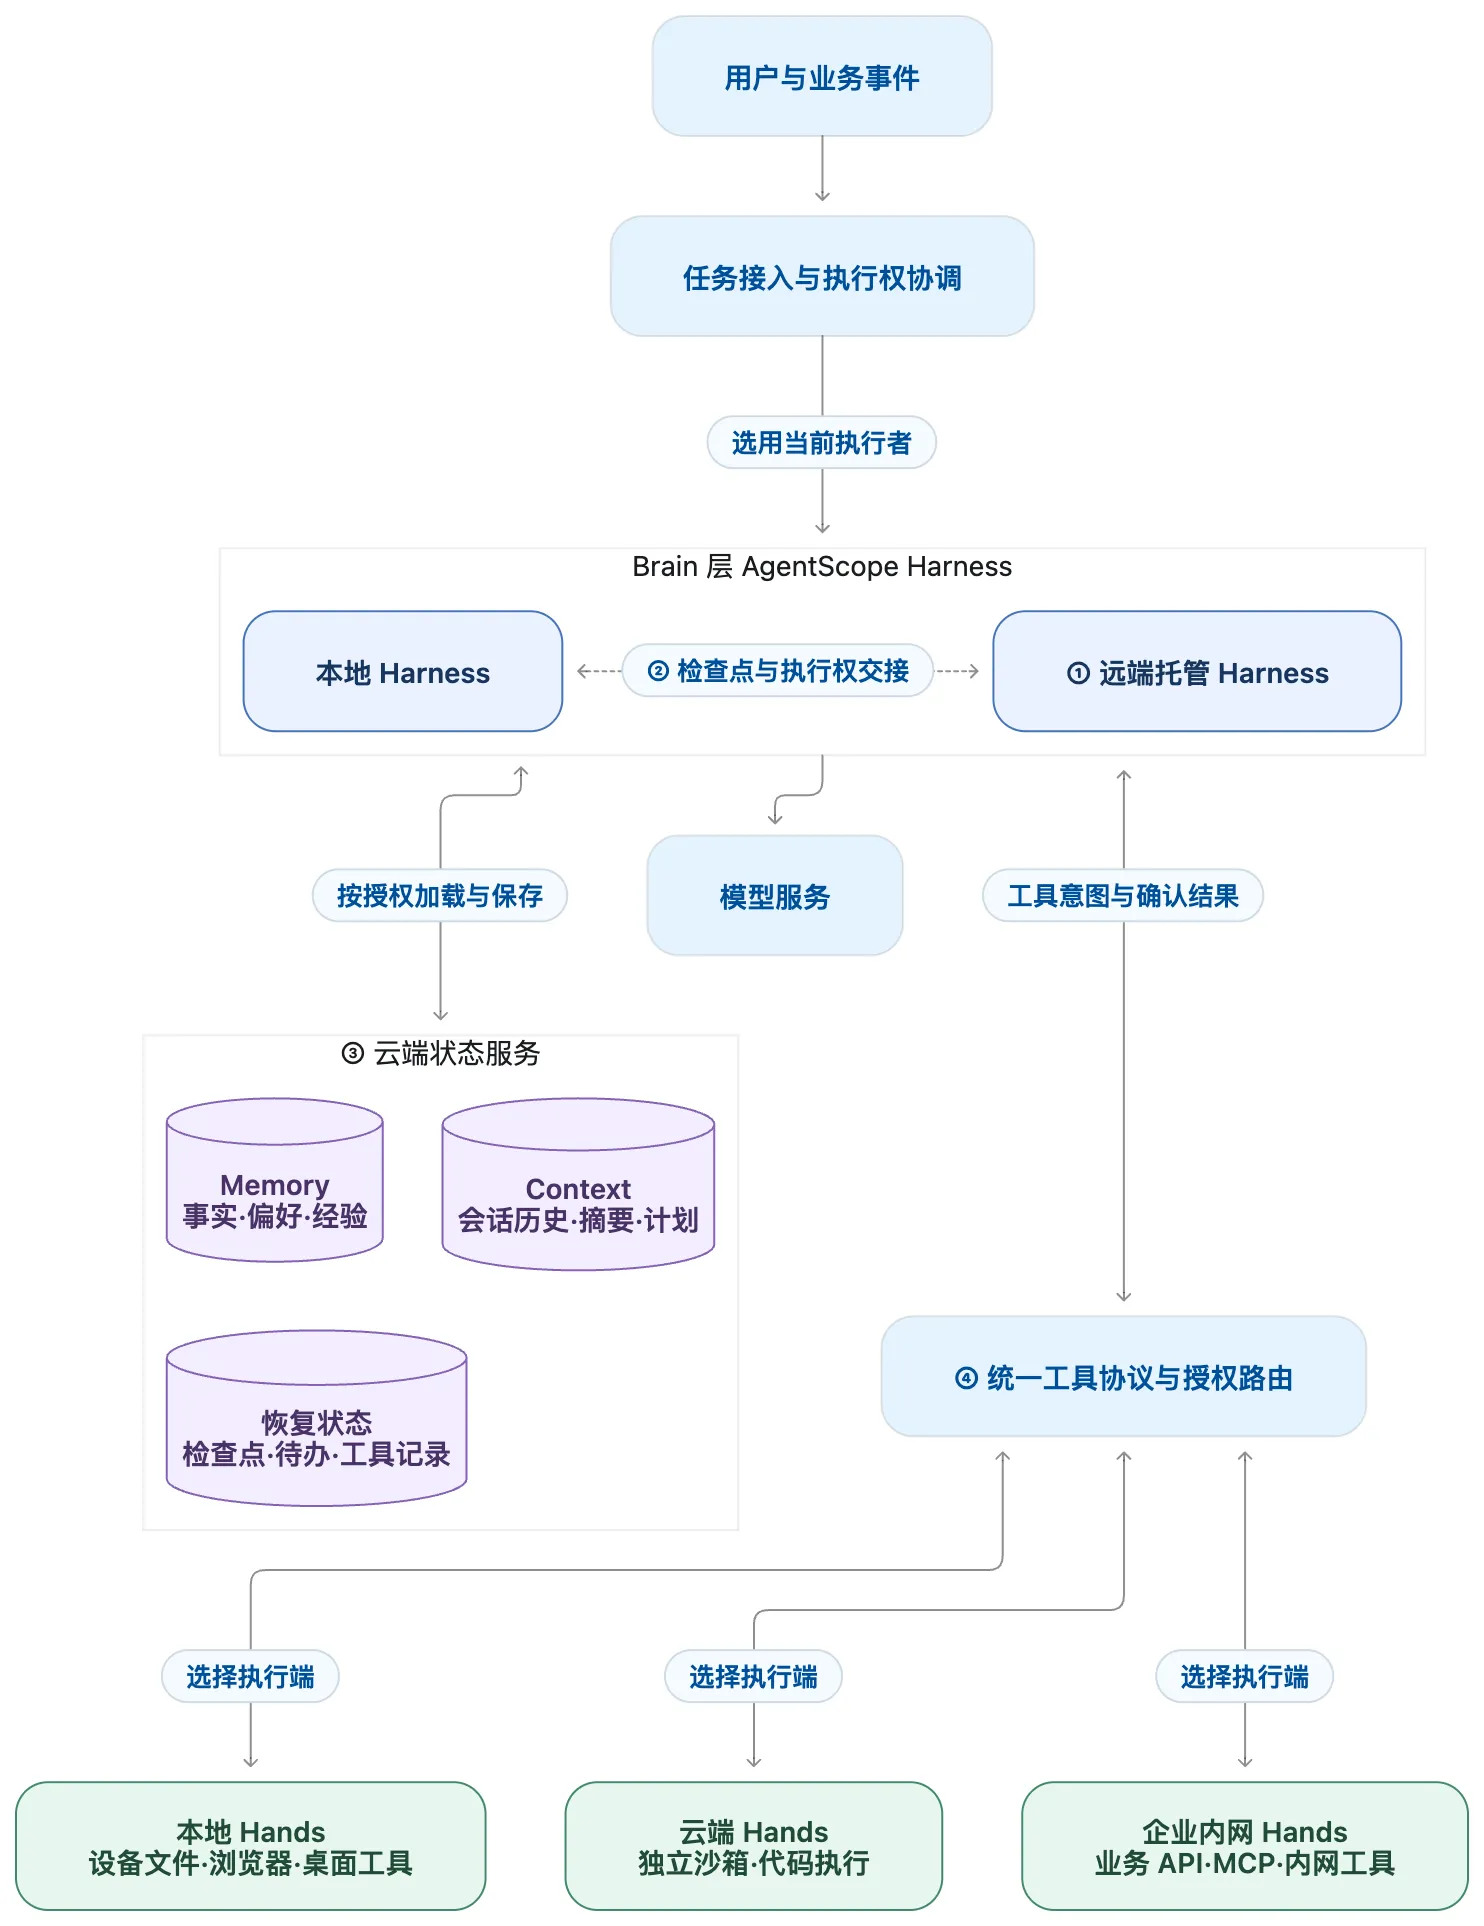 用户与业务事件
任务接入与执行权协调
选用当前执行者
Brain 层 AgentScope Harness
本地 Harness
② 检查点与执行权交接
① 远端托管 Harness
按授权加载与保存
模型服务
工具意图与确认结果
③ 云端状态服务
Memory
事实·偏好·经验
Context
会话历史·摘要·计划
恢复状态
检查点·待办·工具记录
④ 统一工具协议与授权路由
选择执行端
选择执行端
选择执行端
本地 Hands
设备文件·浏览器·桌面工具
云端 Hands
独立沙箱·代码执行
企业内网 Hands
业务 API·MCP·内网工具